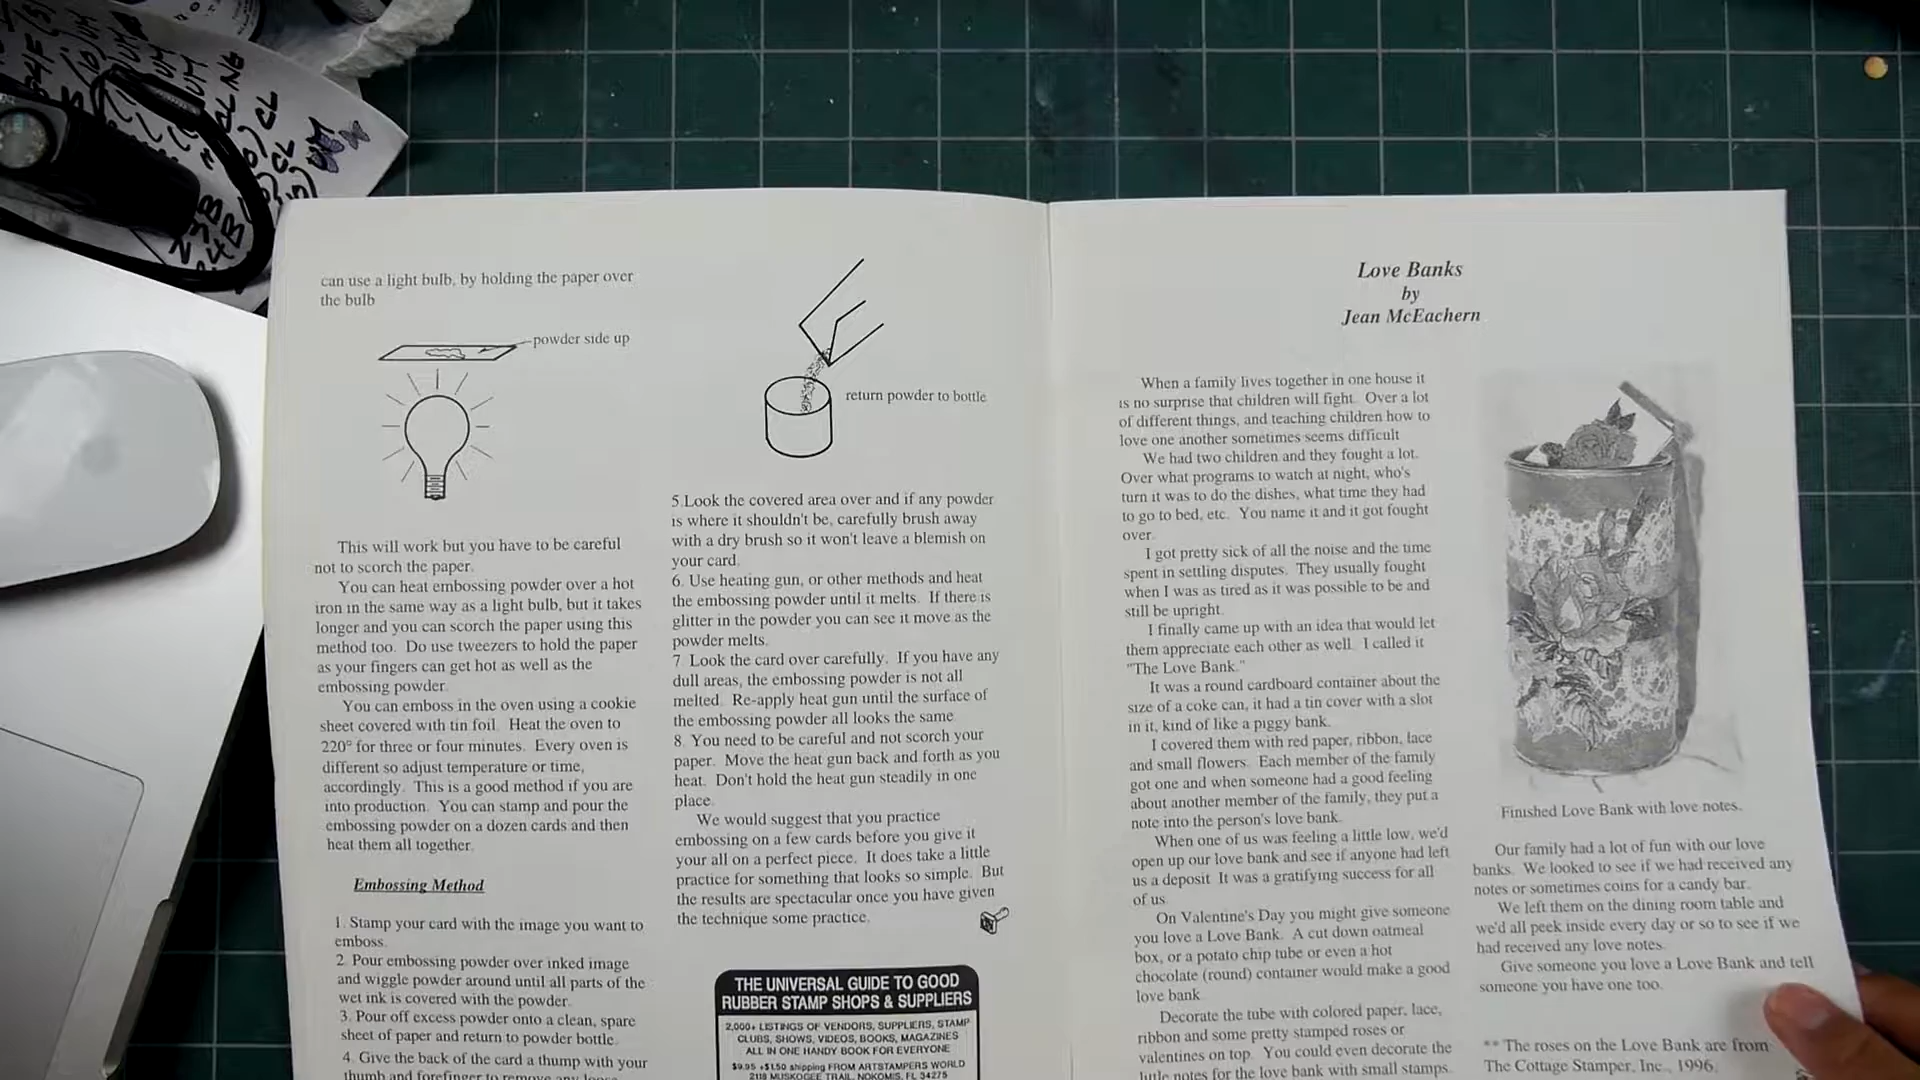 can use a light bulb, by holding the paper over
the bulb
powder side up
This will work but you have to be careful
not to scorch the paper.
You can heat embossing powder over a hot
iron in the same way as a light bulb, but it takes
longer and you can scorch the paper using this
method too. Do use tweezers to hold the paper
as your fingers can get hot as well as the
embossing powder.
You can emboss in the oven using a cookie
sheet covered with tin foil. Heat the oven to
220° for three or four minutes. Every oven is
different so adjust temperature or time,
accordingly. This is a good method if you are
into production. You can stamp and pour the
embossing powder on a dozen cards and then
heat them all together.
Embossing Method
1. Stamp your card with the image you want to
emboss.
2. Pour embossing powder over inked image
and wiggle powder around until all parts of the
wet ink is covered with the powder.
3. Pour off excess powder onto a clean, spare
sheet of paper and return to powder bottle.
4. Give the back of the card a thump with your
thumb and forefinger to remove any loose
return powder to bottle
5.Look the covered area over and if any powder
is where it shouldn't be, carefully brush away
with a dry brush so it won't leave a blemish on
your card.
6. Use heating gun, or other methods and heat
the embossing powder until it melts. If there is
glitter in the powder you can see it move as the
powder melts.
7 Look the card over carefully. If you have any
dull areas, the embossing powder is not all
melted. Re-apply heat gun until the surface of
the embossing powder all looks the same
8. You need to be careful and not scorch your
paper. Move the heat gun back and forth as you
heat. Don't hold the heat gun steadily in one
place.
We would suggest that you practice
embossing on a few cards before you give it
your all on a perfect piece. It does take a little
practice for something that looks so simple. But
the results are spectacular once you have given
the technique some practice.
THE UNIVERSAL GUIDE TO GOOD
RUBBER STAMP SHOPS & SUPPLIERS
2,000+ LISTINGS OF VENDORS, SUPPLIERS, STAMP
CLUBS, SHOWS, VIDEOS, BOOKS, MAGAZINES
ALL IN ONE HANDY BOOK FOR EVERYONE
$9.95 +$1.50 shipping FROM ARTSTAMPERS WORLD
2118 MUSKOGEE TRAIL, NOKOMIS, FL 34275
Love Banks
by
Jean McEachern
When a family lives together in one house it
is no surprise that children will fight. Over a lot
of different things, and teaching children how to
love one another sometimes seems difficult
We had two children and they fought a lot.
Over what programs to watch at night, who's
turn it was to do the dishes, what time they had
to go to bed, etc. You name it and it got fought
over.
I got pretty sick of all the noise and the time
spent in settling disputes. They usually fought
when I was as tired as it was possible to be and
still be upright.
I finally came up with an idea that would let
them appreciate each other as well. I called it
"The Love Bank."
It was a round cardboard container about the
size of a coke can, it had a tin cover with a slot
in it, kind of like a piggy bank.
I covered them with red paper, ribbon, lace
and small flowers. Each member of the family
got one and when someone had a good feeling
about another member of the family, they put a
note into the person's love bank.
When one of us was feeling a little low, we'd
open up our love bank and see if anyone had left
us a deposit It was a gratifying success for all
of us.
On Valentine's Day you might give someone
you love a Love Bank. A cut down oatmeal
box, or a potato chip tube or even a hot
chocolate (round) container would make a good
love bank.
Decorate the tube with colored paper, lace,
ribbon and some pretty stamped roses or
valentines on top. You could even decorate the
little notes for the love bank with small stamps.
Finished Love Bank with love notes.
Our family had a lot of fun with our love
banks. We looked to see if we had received any
notes or sometimes coins for a candy bar.
We left them on the dining room table and
we'd all peek inside every day or so to see if we
had received any love notes.
Give someone you love a Love Bank and tell
someone you have one too.
** The roses on the Love Bank are from
The Cottage Stamper, Inc., 1996.